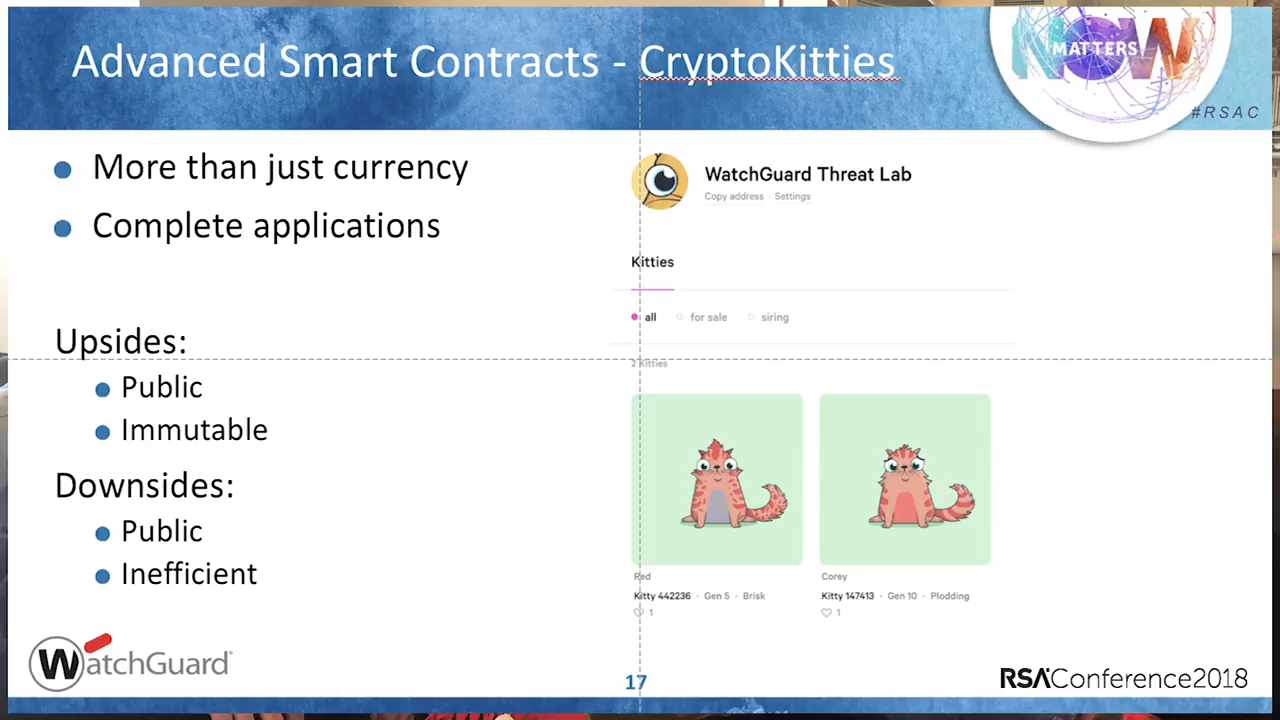 Advanced Smart Contracts - CryptoKitties
NOW
MATTERS
#RSAC
More than just currency
Complete applications
Upsides:
Public
Immutable
Downsides:
Public
Inefficient
WatchGuard Threat Lab
Copy address · Settings
Kitties
all
for sale
siring
2 Kitties
Red
Kitty 442236 · Gen 5 · Brisk
1
Corey
Kitty 147413 · Gen 10 · Plodding
1
WatchGuard
17
RSAConference2018